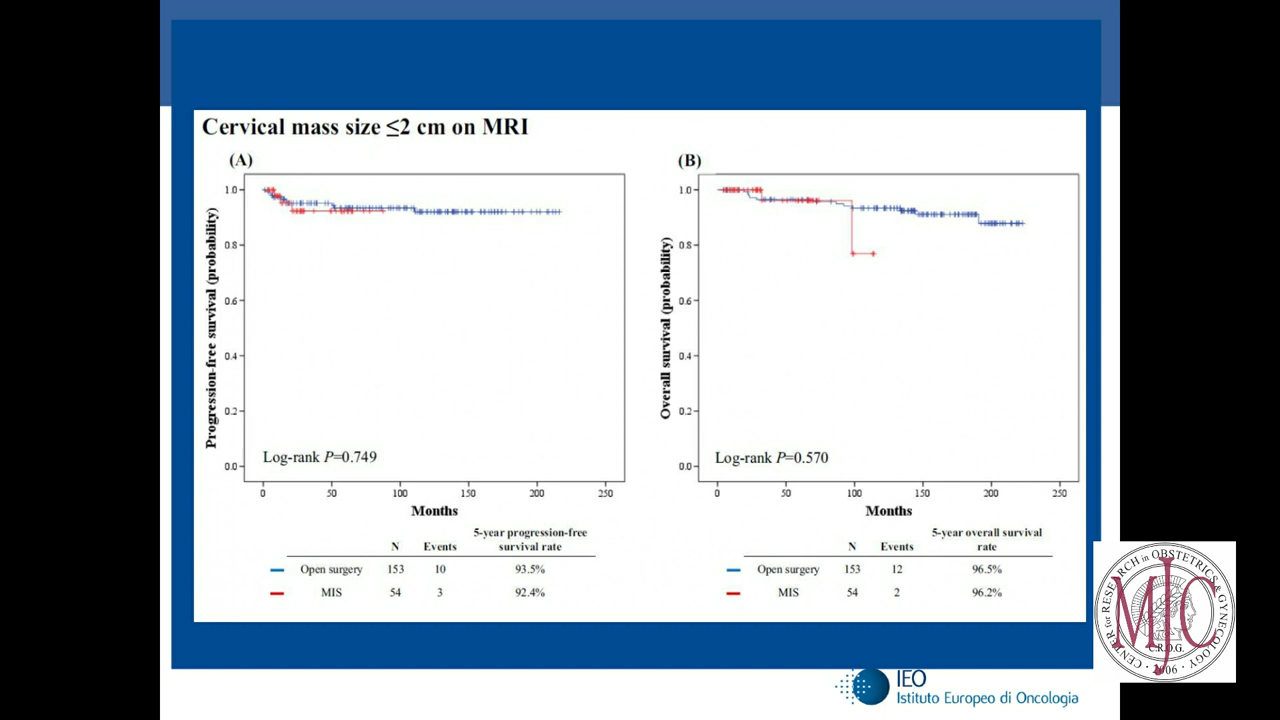 Cervical mass size ≤2 cm on MRI
(A)
Progression-free survival (probability)
1.0
0.8
0.6
0.4
0.2
0.0
Log-rank P=0.749
0 50 100 150 200 250
Months
N Events 5-year progression-free survival rate
Open surgery 153 10 93.5%
MIS 54 3 92.4%
(B)
Overall survival (probability)
1.0
0.8
0.6
0.4
0.2
0.0
Log-rank P=0.570
0 50 100 150 200 250
Months
N Events 5-year overall survival rate
Open surgery 153 12 96.5%
MIS 54 2 96.2%
IEO
Istituto Europeo di Oncologia
CENTER for RESEARCH in OBSTETRICS & GYNECOLOGY
MJC
C.R.O.G.
· 2006 ·